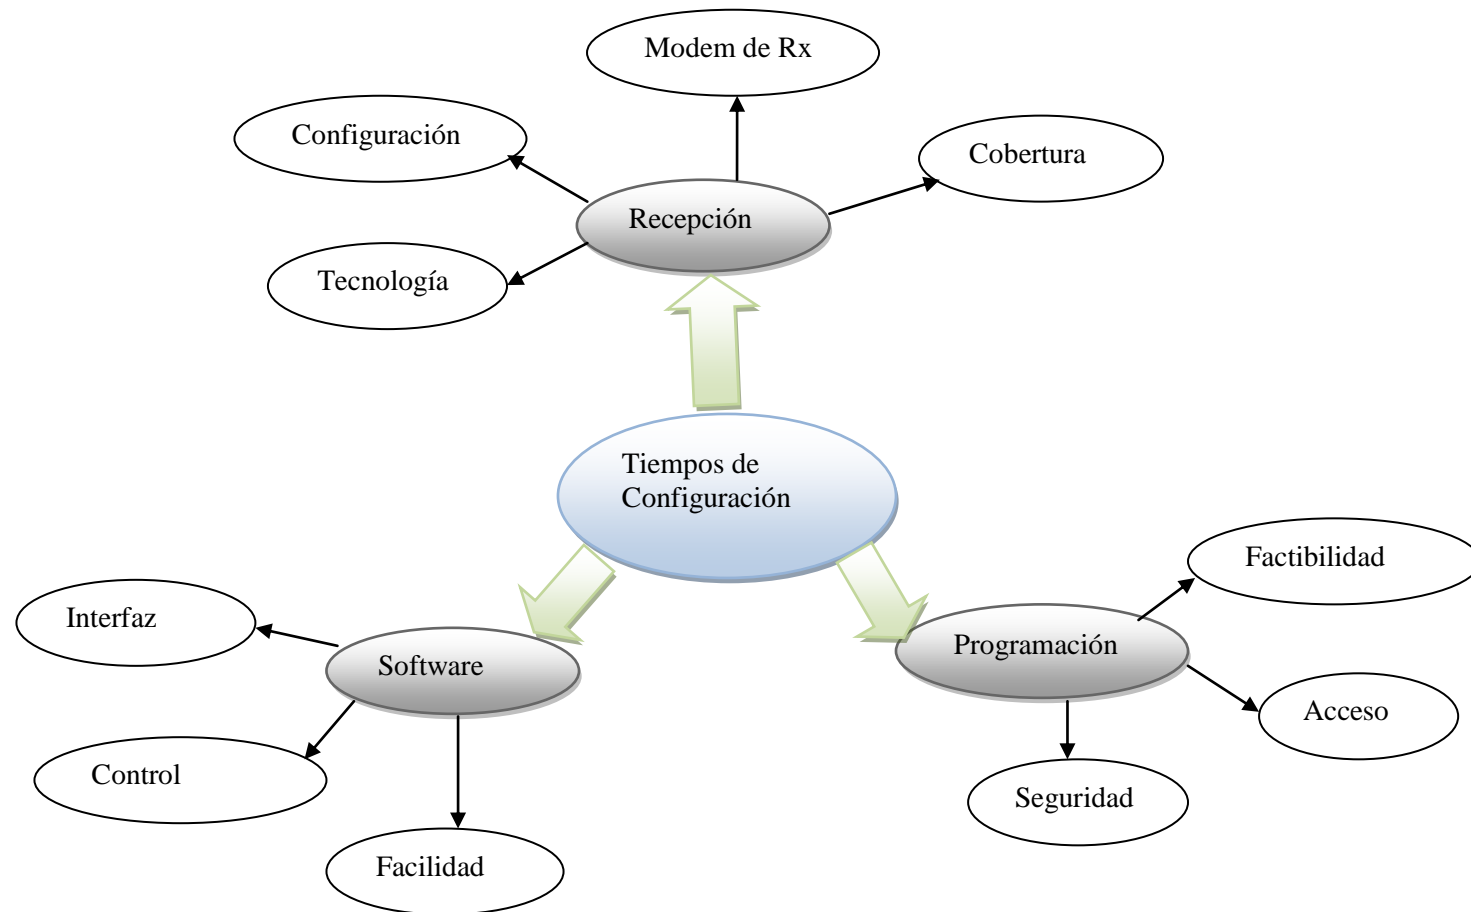 Modem de Rx
Configuración
Cobertura
Recepción
Tecnología
Tiempos de
Configuración
Factibilidad
Interfaz
Programación
Software
Acceso
Control
Seguridad
Facilidad